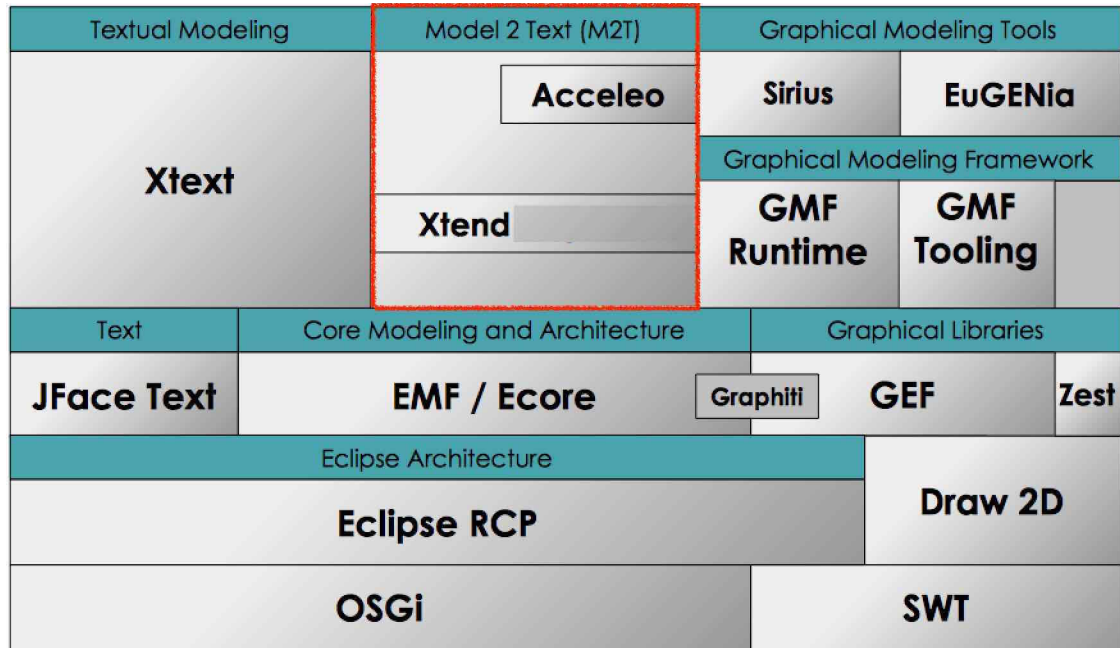 Textual Modeling
Model 2 Text (M2T)
Graphical Modeling Tools
Acceleo
Sirius
EuGENia
Xtext
Graphical Modeling Framework
Xtend
GMF
Runtime
GMF
Tooling
Text
Core Modeling and Architecture
Graphical Libraries
JFace Text
EMF / Ecore
Graphiti
GEF
Zest
Eclipse Architecture
Eclipse RCP
Draw 2D
OSGi
SWT